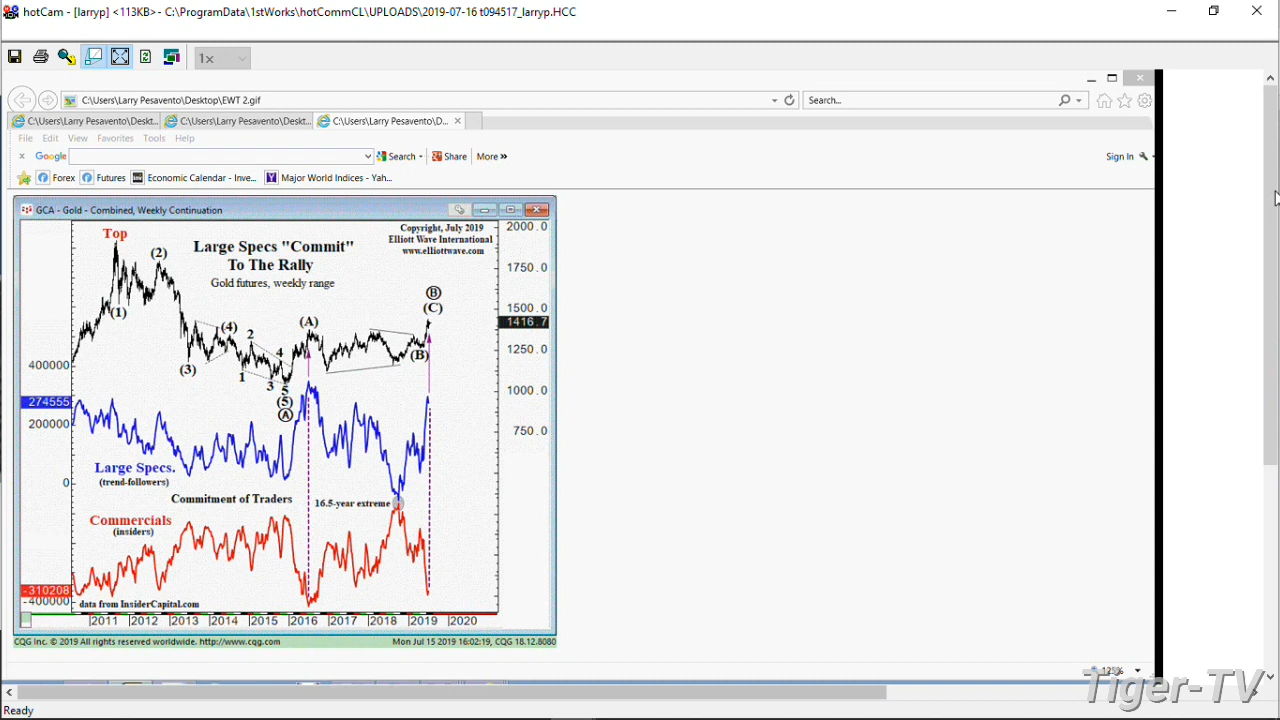 hotCam - [larryp] <113KB> - C:\ProgramData\1stWorks\hotCommCL\UPLOADS\2019-07-16 t094517_larryp.HCC
1x
C:\Users\Larry Pesavento\Desktop\EWT 2.gif
Search...
C:\Users\Larry Pesavento\Deskt...
C:\Users\Larry Pesavento\Deskt...
C:\Users\Larry Pesavento\D...
File Edit View Favorites Tools Help
x Google Search Share More »
Sign In
Forex Futures Economic Calendar - Inve... Major World Indices - Yah...
GCA - Gold - Combined, Weekly Continuation
Copyright, July 2019
Elliott Wave International
www.elliottwave.com
Large Specs "Commit"
To The Rally
Gold futures, weekly range
Top
(1)
(2)
(3)
(4)
1
2
3
4
5
(5)
(A)
(A)
(B)
(B)
(C)
2000.0
1750.0
1500.0
1416.7
1250.0
1000.0
750.0
400000
274555
200000
0
Large Specs.
(trend-followers)
Commitment of Traders
16.5-year extreme
Commercials
(insiders)
-310208
-400000
data from InsiderCapital.com
2011 2012 2013 2014 2015 2016 2017 2018 2019 2020
CQG Inc. © 2019 All rights reserved worldwide. http://www.cqg.com
Mon Jul 15 2019 16:02:19, CQG 18.12.8080
125%
Tiger-TV
Ready